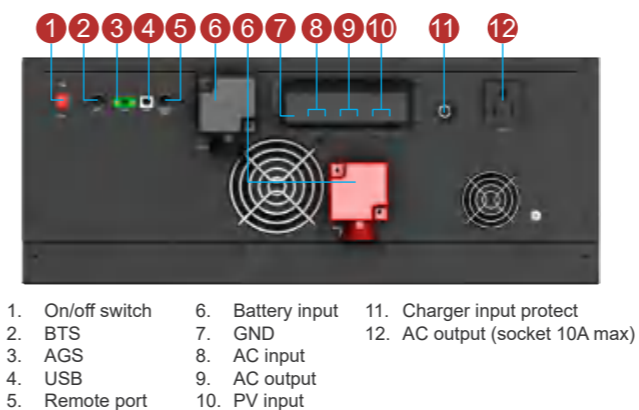 1 2 3 4 5 6 6 7 8 9 10 11 12
1. On/off switch
2. BTS
3. AGS
4. USB
5. Remote port
6. Battery input
7. GND
8. AC input
9. AC output
10. PV input
11. Charger input protect
12. AC output (socket 10A max)